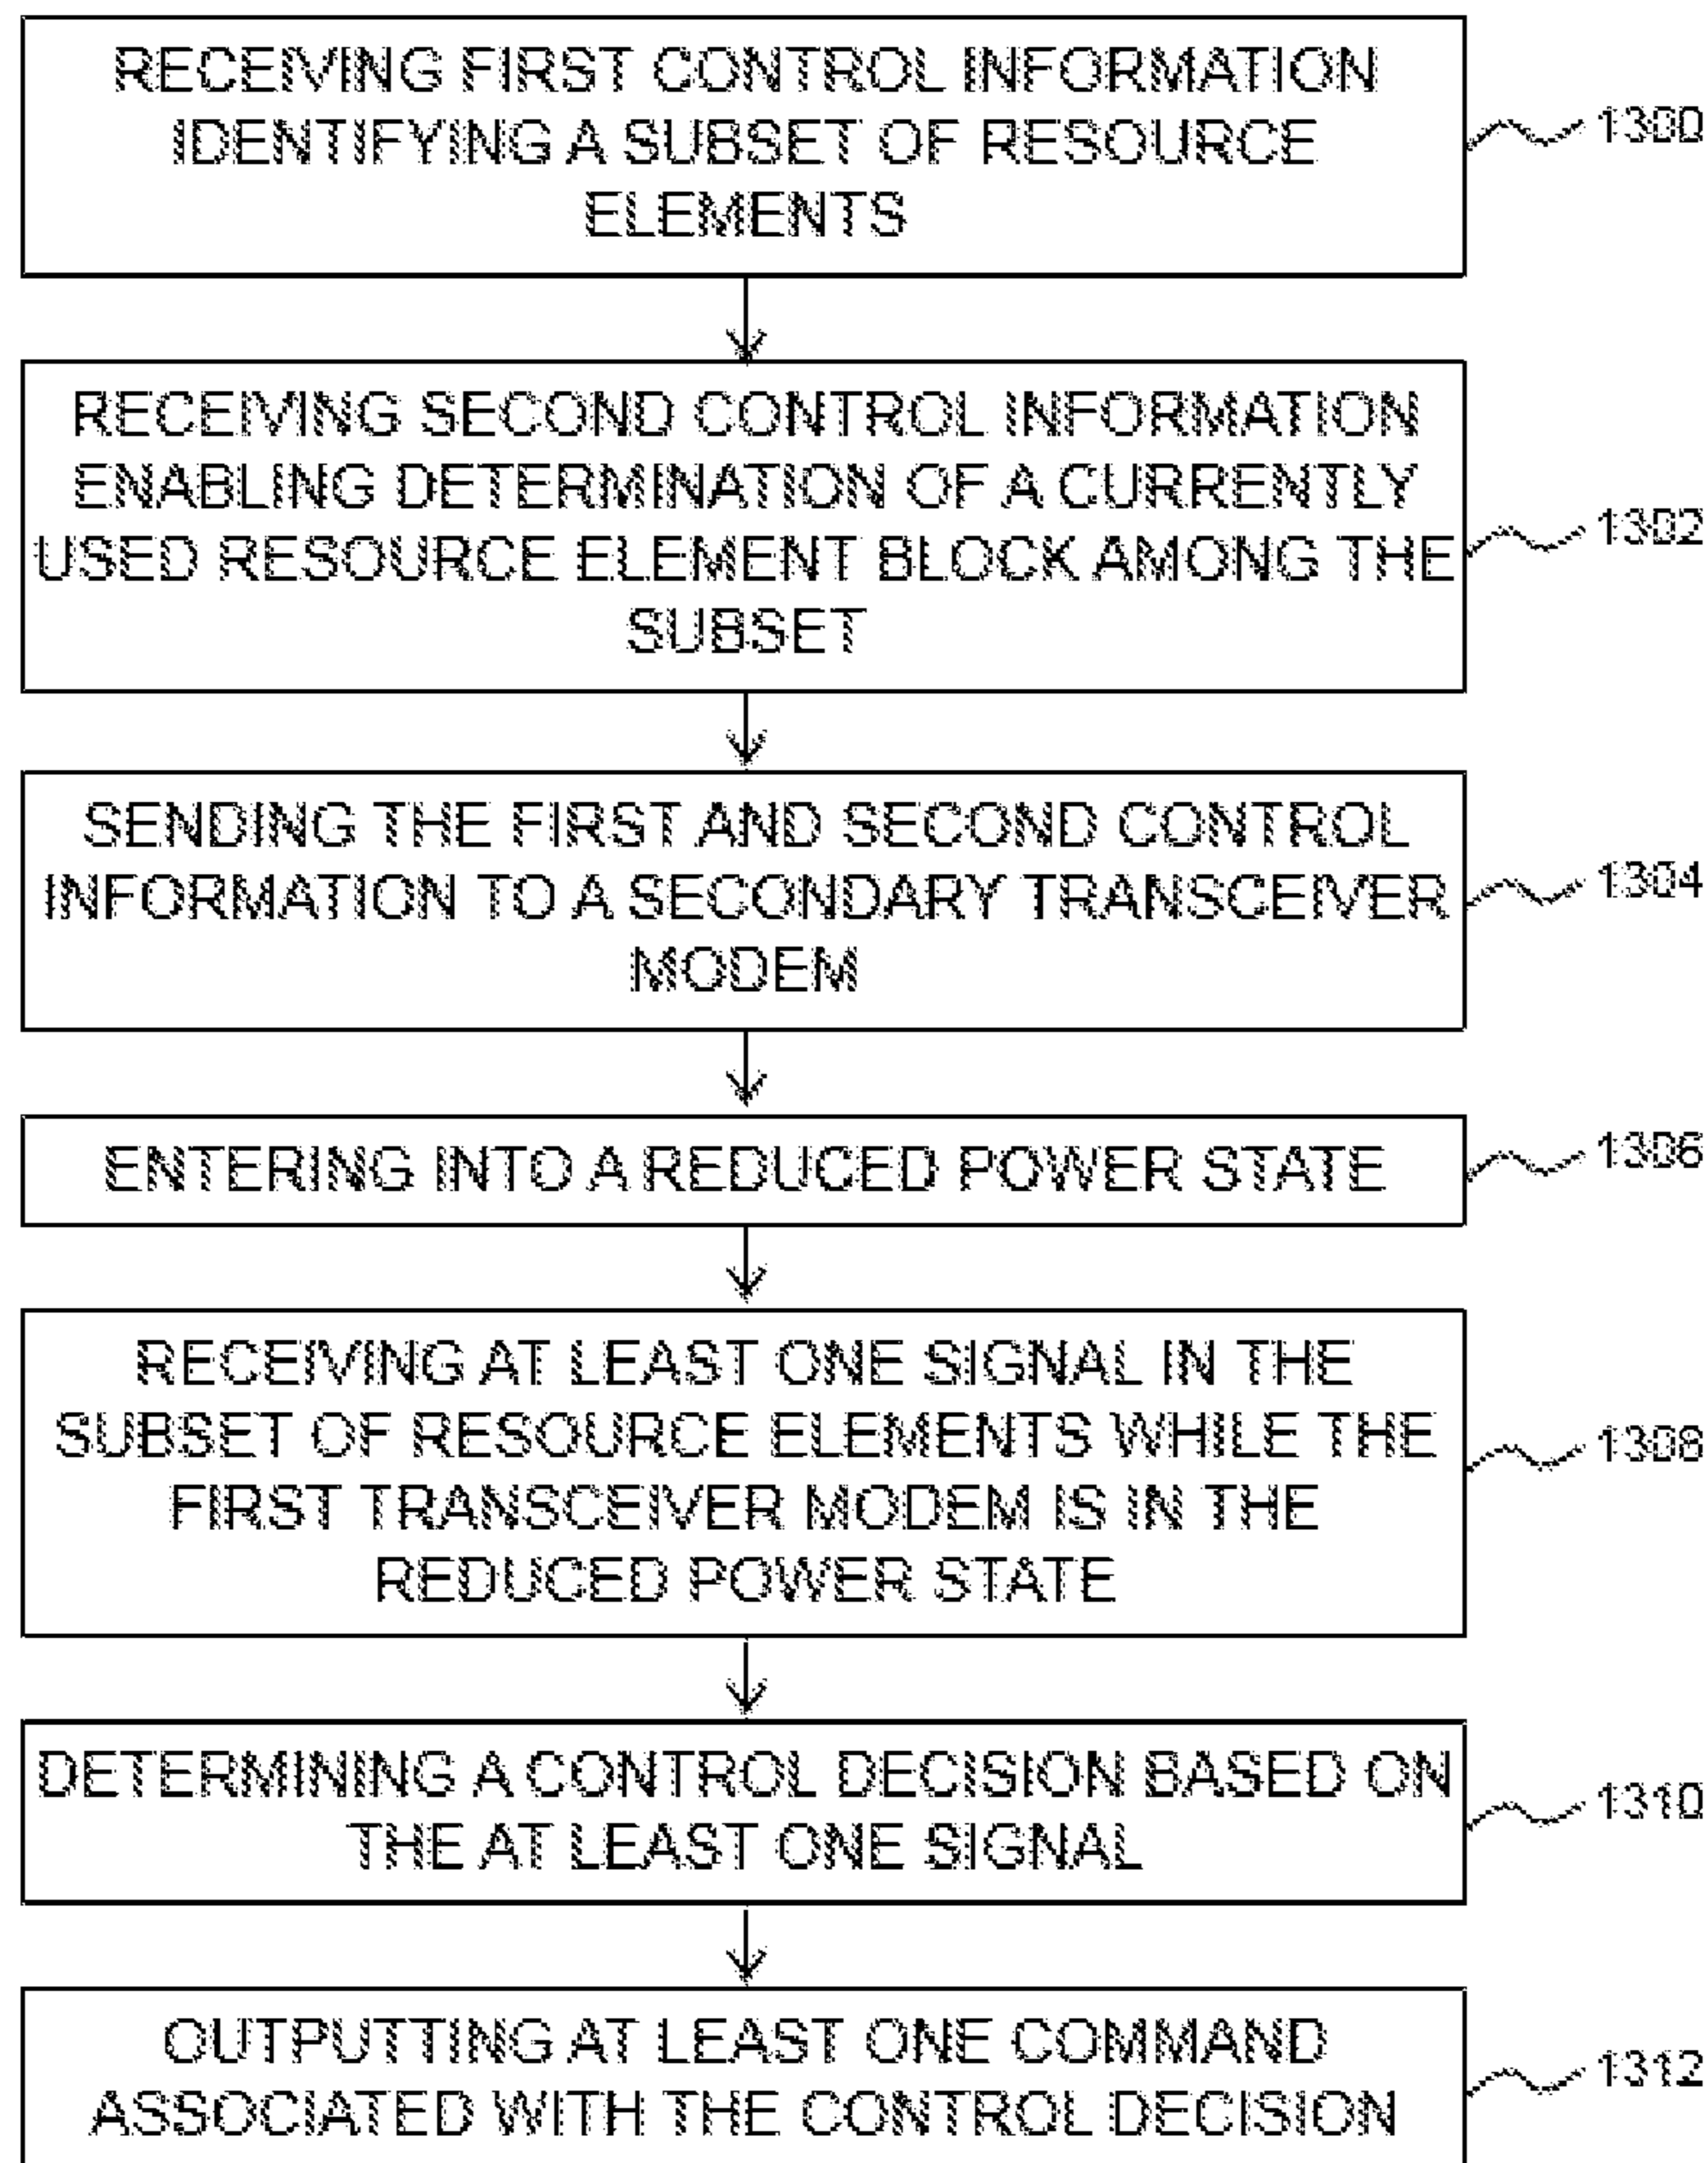 RECEIVING FIRST CONTROL INFORMATION
IDENTIFYING A SUBSET OF RESOURCE
ELEMENTS
1300
RECEIVING SECOND CONTROL INFORMATION
ENABLING DETERMINATION OF A CURRENTLY
USED RESOURCE ELEMENT BLOCK AMONG THE
SUBSET
1302
SENDING THE FIRST AND SECOND CONTROL
INFORMATION TO A SECONDARY TRANSCEIVER
MODEM
1304
ENTERING INTO A REDUCED POWER STATE
1306
RECEIVING AT LEAST ONE SIGNAL IN THE
SUBSET OF RESOURCE ELEMENTS WHILE THE
FIRST TRANSCEIVER MODEM IS IN THE
REDUCED POWER STATE
1308
DETERMINING A CONTROL DECISION BASED ON
THE AT LEAST ONE SIGNAL
1310
OUTPUTTING AT LEAST ONE COMMAND
ASSOCIATED WITH THE CONTROL DECISION
1312